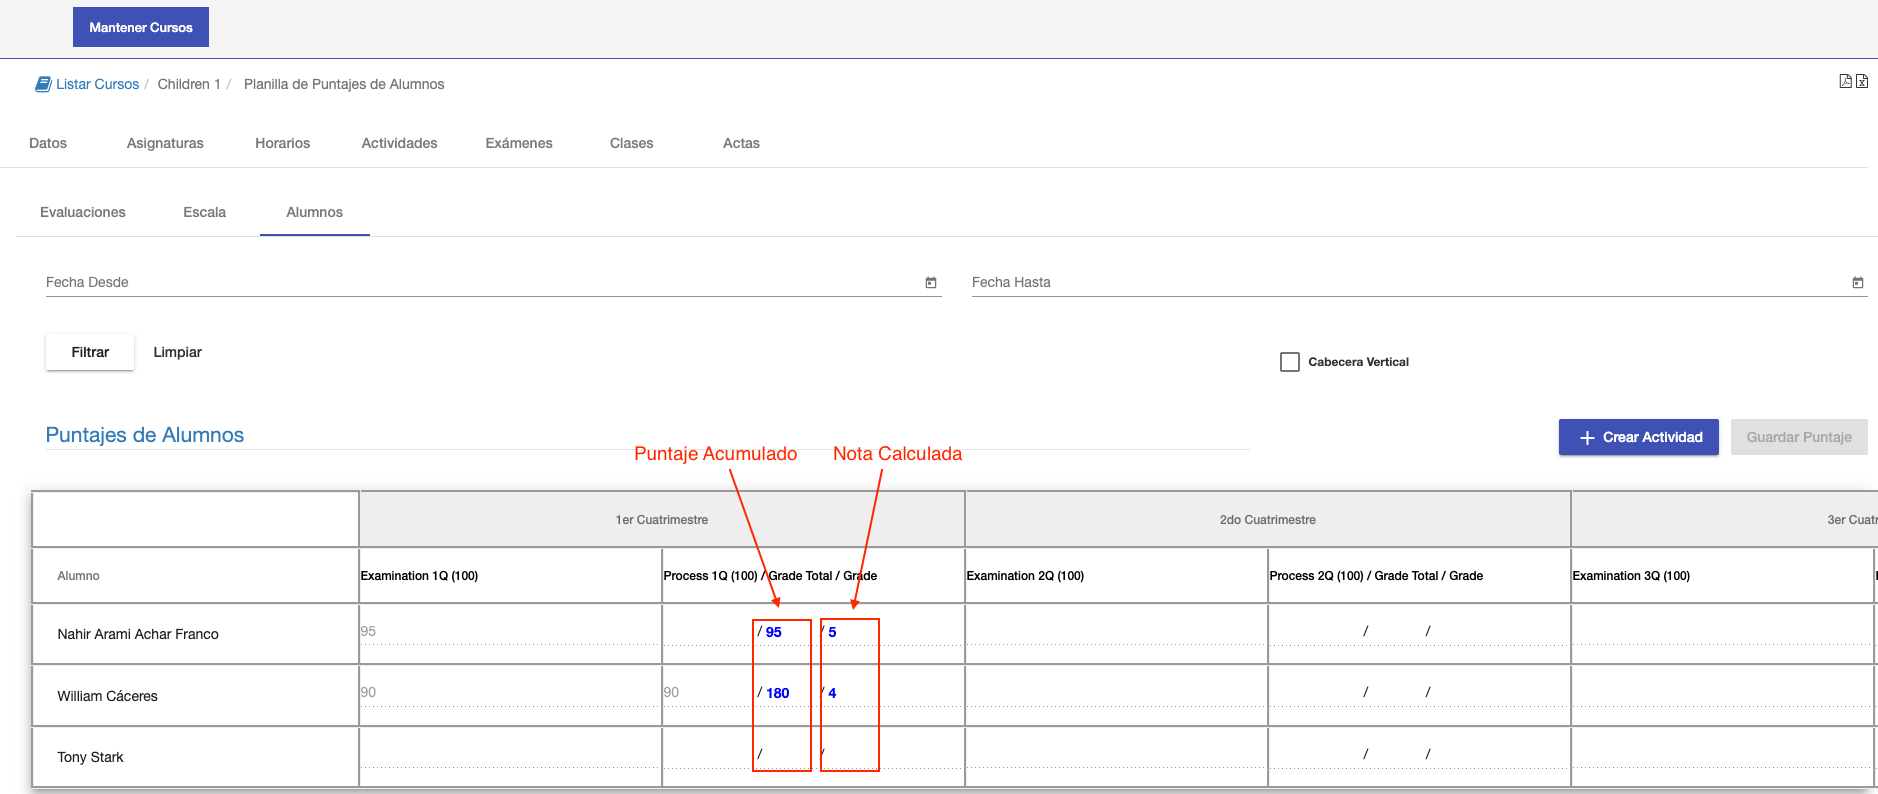 Mantener Cursos
Listar Cursos / Children 1 / Planilla de Puntajes de Alumnos
Datos Asignaturas Horarios Actividades Exámenes Clases Actas
Evaluaciones Escala Alumnos
Fecha Desde Fecha Hasta
Filtrar Limpiar
Cabecera Vertical
Puntajes de Alumnos
+ Crear Actividad Guardar Puntaje
Puntaje Acumulado Nota Calculada
1er Cuatrimestre 2do Cuatrimestre 3er Cuatr
Alumno Examination 1Q (100) Process 1Q (100) / Grade Total / Grade Examination 2Q (100) Process 2Q (100) / Grade Total / Grade Examination 3Q (100)
Nahir Arami Achar Franco 95 / 95 / 5 / /
William Cáceres 90 90 / 180 / 4 / /
Tony Stark / / / /